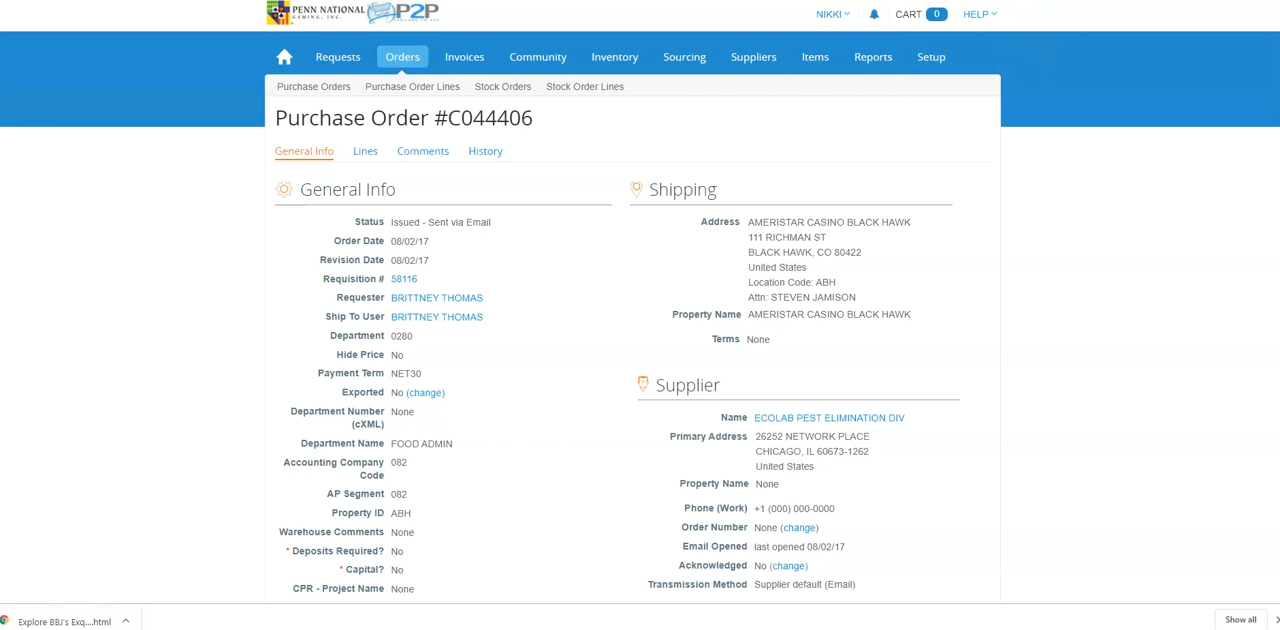 PENN NATIONAL
GAMING, INC.
P2P
NIKKI
CART 0
HELP
Requests Orders Invoices Community Inventory Sourcing Suppliers Items Reports Setup
Purchase Orders Purchase Order Lines Stock Orders Stock Order Lines
Purchase Order #C044406
General Info Lines Comments History
General Info
Status Issued - Sent via Email
Order Date 08/02/17
Revision Date 08/02/17
Requisition # 58116
Requester BRITTNEY THOMAS
Ship To User BRITTNEY THOMAS
Department 0280
Hide Price No
Payment Term NET30
Exported No (change)
Department Number None
(cXML)
Department Name FOOD ADMIN
Accounting Company 082
Code
AP Segment 082
Property ID ABH
Warehouse Comments None
* Deposits Required? No
* Capital? No
CPR - Project Name None
Shipping
Address AMERISTAR CASINO BLACK HAWK
111 RICHMAN ST
BLACK HAWK, CO 80422
United States
Location Code: ABH
Attn: STEVEN JAMISON
Property Name AMERISTAR CASINO BLACK HAWK
Terms None
Supplier
Name ECOLAB PEST ELIMINATION DIV
Primary Address 26252 NETWORK PLACE
CHICAGO, IL 60673-1262
United States
Property Name None
Phone (Work) +1 (000) 000-0000
Order Number None (change)
Email Opened last opened 08/02/17
Acknowledged No (change)
Transmission Method Supplier default (Email)
Explore BBJ's Exq....html
Show all